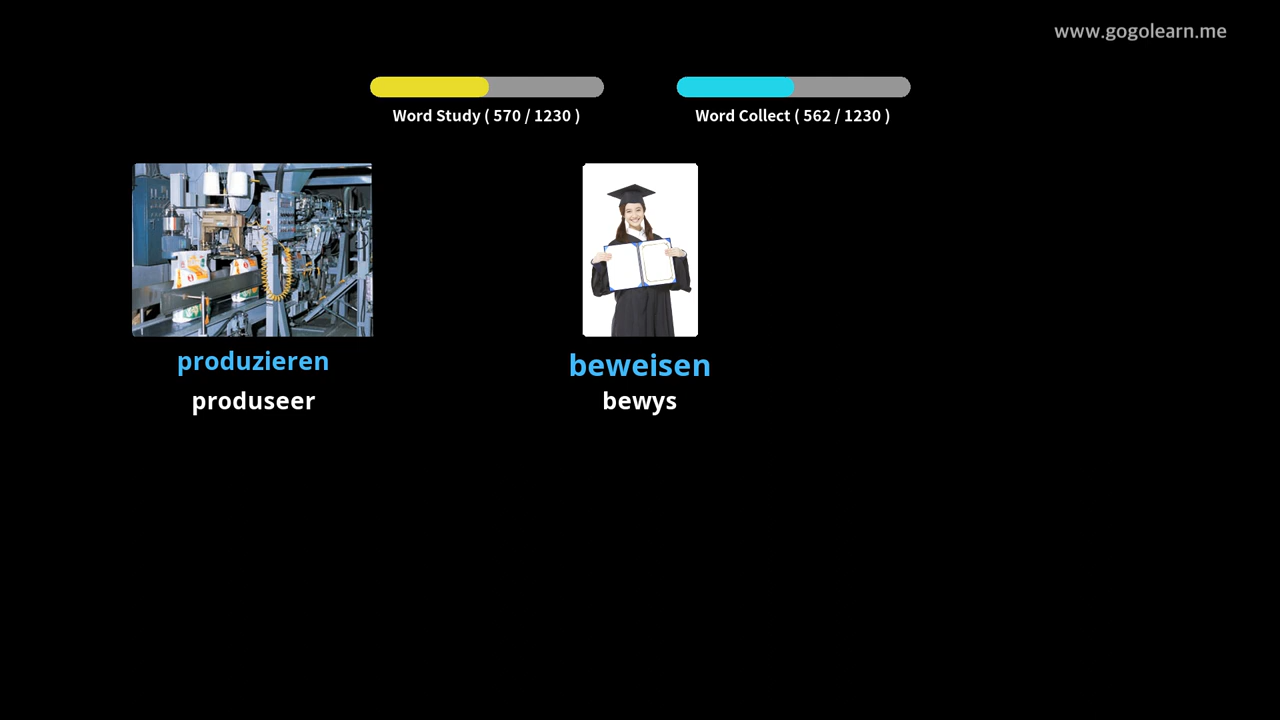 www.gogolearn.me
Word Study ( 570 / 1230 )
Word Collect ( 562 / 1230 )
produzieren
produseer
beweisen
bewys